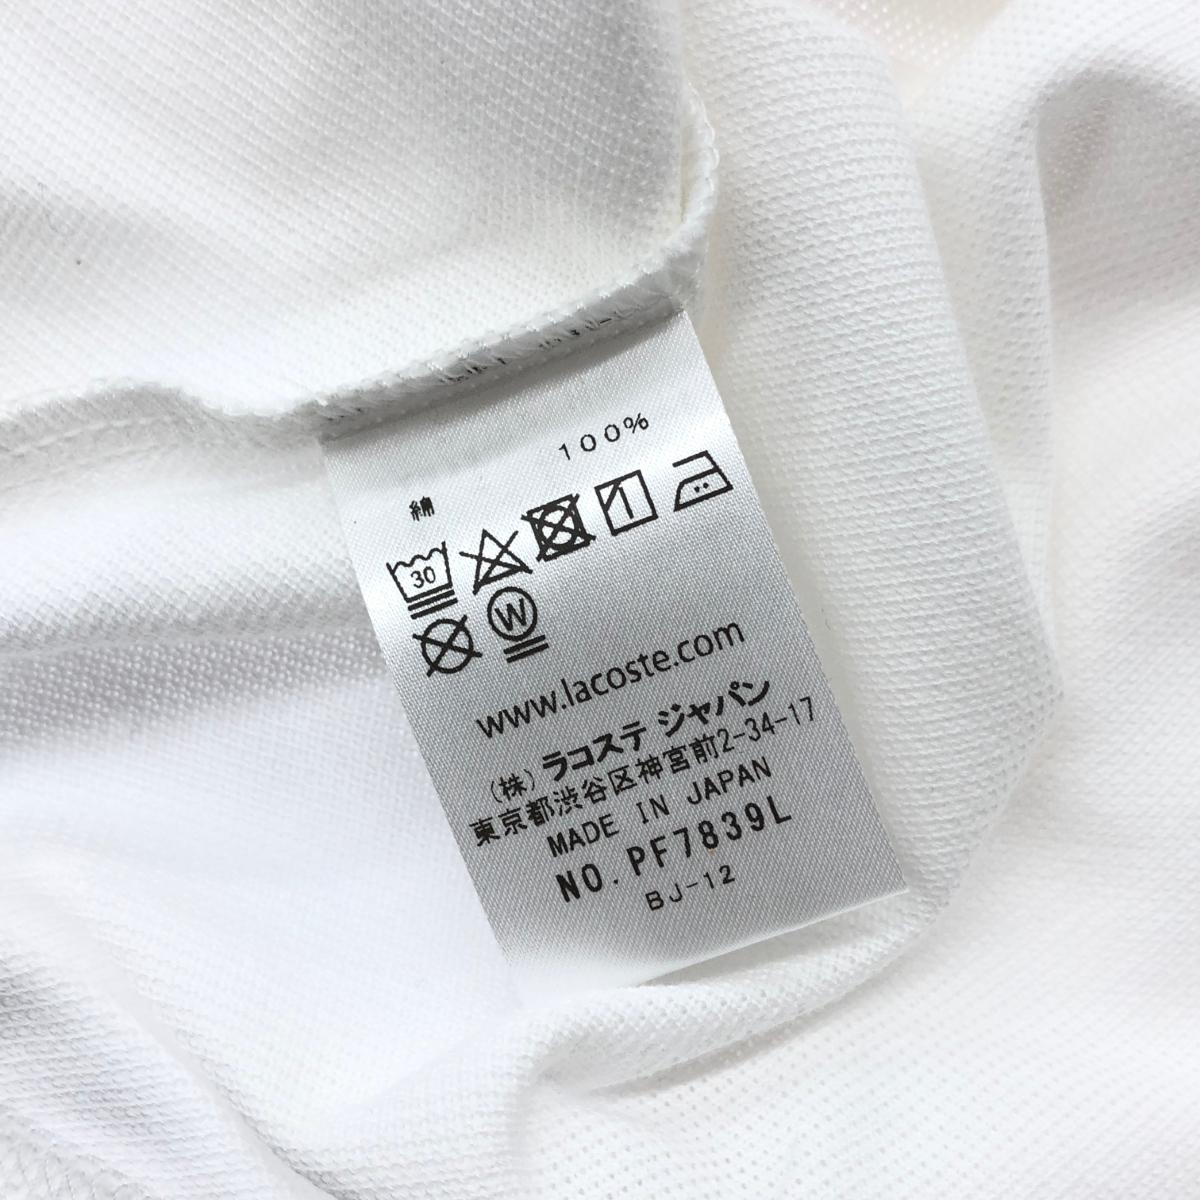 綿 100%
30
W
www.lacoste.com
(株) ラコステ ジャパン
東京都渋谷区神宮前2-34-17
MADE IN JAPAN
NO.PF7839L
BJ-12